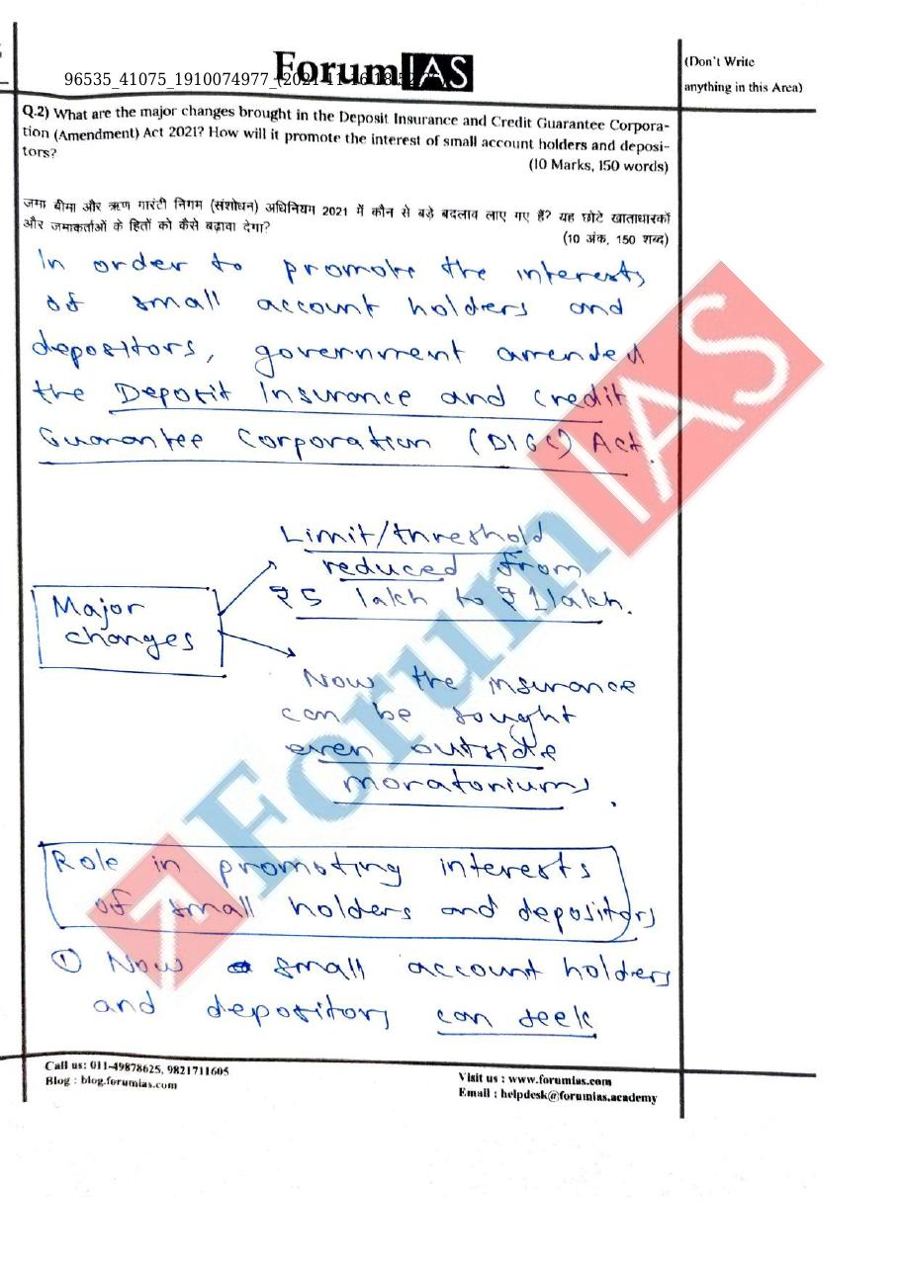 Forum IAS
96535_41075_1910074977_(2021-11-16
(Don't Write
anything in this Area)
Q.2) What are the major changes brought in the Deposit Insurance and Credit Guarantee Corpora-
tion (Amendment) Act 2021? How will it promote the interest of small account holders and deposi-
tors?
(10 Marks, 150 words)
जमा बीमा और ऋण गारंटी निगम (संशोधन) अधिनियम 2021 में कौन से बड़े बदलाव लाए गए हैं? यह छोटे खाताधारकों
और जमाकर्ताओं के हितों को कैसे बढ़ावा देगा?
(10 अंक, 150 शब्द)
In order to promote the interests
of small account holders and
depositors, government amended
the Deposit Insurance and Credit
Guarantee Corporation (DIGC) Act.
Limit/threshold
reduced from
₹5 lakh to ₹1 lakh.
Major
changes
Now the insurance
can be sought
even outside
moratoriums.
Role in promoting interests
of small holders and depositors
① Now small account holders
and depositors can seek
Call us: 011-49878625, 9821711605
Blog : blog.forumias.com
Visit us : www.forumias.com
Email : helpdesk@forumias.academy
ForumIAS